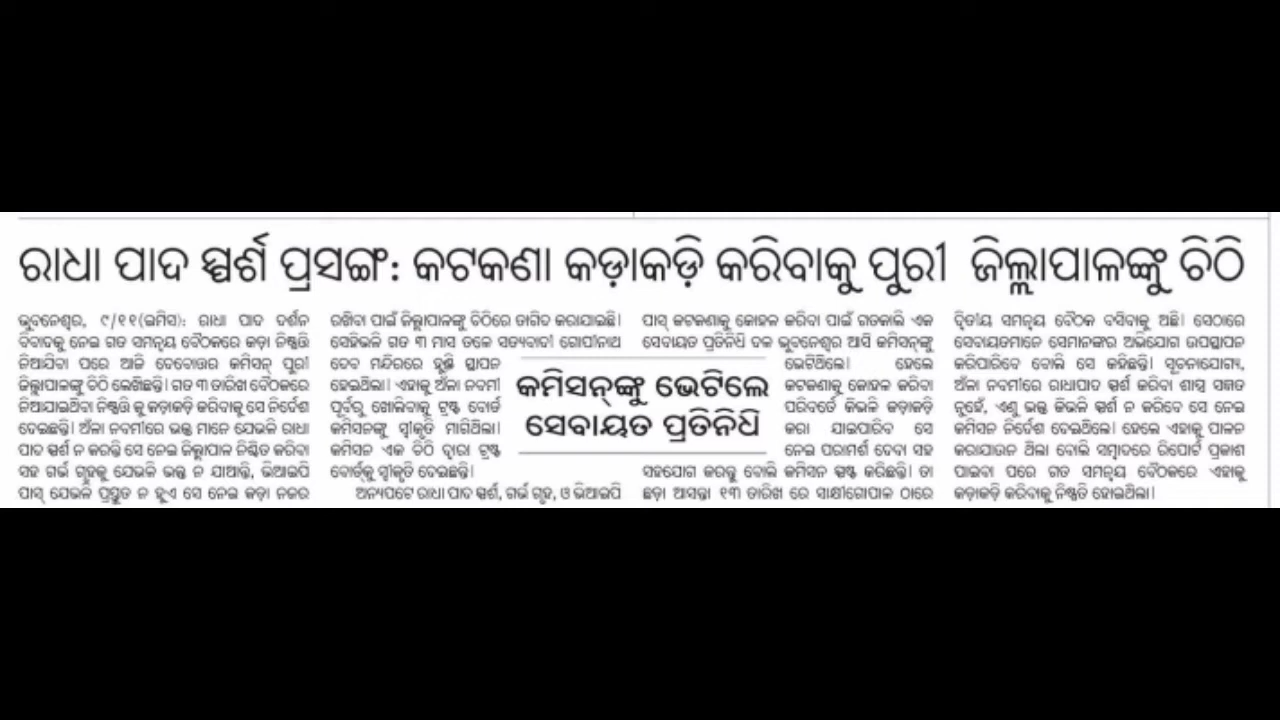 ରାଧା ପାଦ ସ୍ପର୍ଶ ପ୍ରସଙ୍ଗ: କଟକଣା କଡ଼ାକଡ଼ି କରିବାକୁ ପୁରୀ ଜିଲ୍ଲାପାଳଙ୍କୁ ଚିଠି
ଭୁବନେଶ୍ୱର, ୯/୧୧(ଇମିସ): ରାଧା ପାଦ ଦର୍ଶନ
ବିବାଦକୁ ନେଇ ଗତ ସମନ୍ୱୟ ବୈଠକରେ କଡ଼ା ନିଷ୍ପତ୍ତି
ନିଆଯିବା ପରେ ଆଜି ଦେବୋତ୍ତର କମିସନ୍ ପୁରୀ
ଜିଲ୍ଲାପାଳଙ୍କୁ ଚିଠି ଲେଖିଛନ୍ତି। ଗତ ୩ ତାରିଖ ବୈଠକରେ
ନିଆଯାଇଥିବା ନିଷ୍ପତ୍ତି କୁ କଡ଼ାକଡ଼ି କରିବାକୁ ସେ ନିର୍ଦେଶ
ଦେଇଛନ୍ତି। ଅଁଳା ନବମୀରେ ଭକ୍ତ ମାନେ ଯେଭଳି ରାଧା
ପାଦ ସ୍ପର୍ଶ ନ କରନ୍ତି ସେ ନେଇ ଜିଲ୍ଲାପାଳ ନିଶ୍ଚିତ କରିବା
ସହ ଗର୍ଭ ଗୃହକୁ ଯେଭଳି ଭକ୍ତ ନ ଯାଆନ୍ତି, ଭିଆଇପି
ପାସ୍ ଯେଭଳି ପ୍ରସ୍ତୁତ ନ ହୁଏ ସେ ନେଇ କଡ଼ା ନଜର
ରଖିବା ପାଇଁ ଜିଲ୍ଲାପାଳଙ୍କୁ ଚିଠିରେ ତାଗିଦ କରାଯାଇଛି।
ସେହିଭଳି ଗତ ୩ ମାସ ତଳେ ସତ୍ୟବାଦୀ ଗୋପୀନାଥ
ଦେବ ମନ୍ଦିରରେ ହୁଣ୍ଡି ସ୍ଥାପନ
ହେଇଥିଲା। ଏହାକୁ ଅଁଳା ନବମୀ
ପୂର୍ବରୁ ଖୋଲିବାକୁ ଟ୍ରଷ୍ଟ ବୋର୍ଡ
କମିସନଙ୍କୁ ସ୍ୱୀକୃତି ମାଗିଥିଲା।
କମିସନ ଏକ ଚିଠି ଦ୍ୱାରା ଟ୍ରଷ୍ଟ
ବୋର୍ଡକୁ ସ୍ୱୀକୃତି ଦେଇଛନ୍ତି।
ଅନ୍ୟପଟେ ରାଧା ପାଦ ସ୍ପର୍ଶ, ଗର୍ଭ ଗୃହ, ଓ ଭିଆଇପି
କମିସନ୍‌ଙ୍କୁ ଭେଟିଲେ
ସେବାୟତ ପ୍ରତିନିଧି
ପାସ୍ କଟକଣାକୁ କୋହଳ କରିବା ପାଇଁ ଗତକାଲି ଏକ
ସେବାୟତ ପ୍ରତିନିଧି ଦଳ ଭୁବନେଶ୍ୱର ଆସି କମିସନ୍‌ଙ୍କୁ
ଭେଟିଥିଲେ। ହେଲେ
କଟକଣାକୁ କୋହଳ କରିବା
ପରିବର୍ତେ କିଭଳି କଡ଼ାକଡ଼ି
କରା ଯାଇପାରିବ ସେ
ନେଇ ପରାମର୍ଶ ଦେବା ସହ
ସହଯୋଗ କରନ୍ତୁ ବୋଲି କମିସନ ସ୍ପଷ୍ଟ କରିଛନ୍ତି। ତା
ଛଡ଼ା ଆସନ୍ତା ୧୩ ତାରିଖ ରେ ସାକ୍ଷୀଗୋପାଳ ଠାରେ
ଦ୍ୱିତୀୟ ସମନ୍ୱୟ ବୈଠକ ବସିବାକୁ ଅଛି। ସେଠାରେ
ସେବାୟତମାନେ ସେମାନଙ୍କର ଅଭିଯୋଗ ଉପସ୍ଥାପନ
କରିପାରିବେ ବୋଲି ସେ କହିଛନ୍ତି। ସୂଚନାଯୋଗ୍ୟ,
ଅଁଳା ନବମୀରେ ରାଧାପାଦ ସ୍ପର୍ଶ କରିବା ଶାସ୍ତ୍ର ସମ୍ମତ
ନୁହେଁ, ଏଣୁ ଭକ୍ତ କିଭଳି ସ୍ପର୍ଶ ନ କରିବେ ସେ ନେଇ
କମିସନ ନିର୍ଦେଶ ଦେଇଥିଲେ। ହେଲେ ଏହାକୁ ପାଳନ
କରାଯାଉନ ଥିଲା ବୋଲି ସମ୍ବାଦରେ ରିପୋର୍ଟ ପ୍ରକାଶ
ପାଇବା ପରେ ଗତ ସମନ୍ୱୟ ବୈଠକରେ ଏହାକୁ
କଡ଼ାକଡ଼ି କରିବାକୁ ନିଷ୍ପତି ହୋଇଥିଲା।